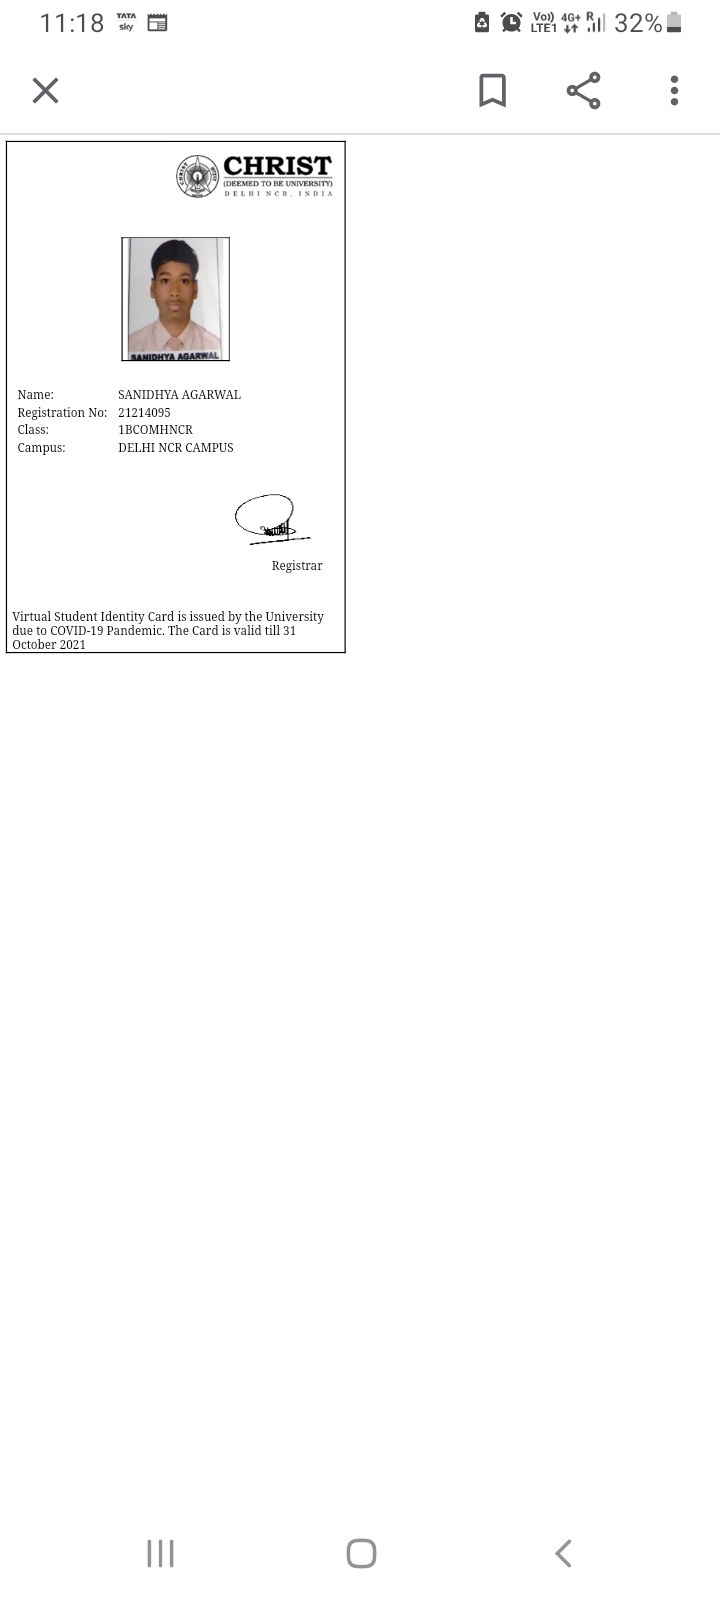 11:18 TATA sky Vo)) LTE1 4G+ R 32%
CHRIST
(DEEMED TO BE UNIVERSITY)
DELHI NCR, INDIA
SANIDHYA AGARWAL
Name: SANIDHYA AGARWAL
Registration No: 21214095
Class: 1BCOMHNCR
Campus: DELHI NCR CAMPUS
Registrar
Virtual Student Identity Card is issued by the University
due to COVID-19 Pandemic. The Card is valid till 31
October 2021